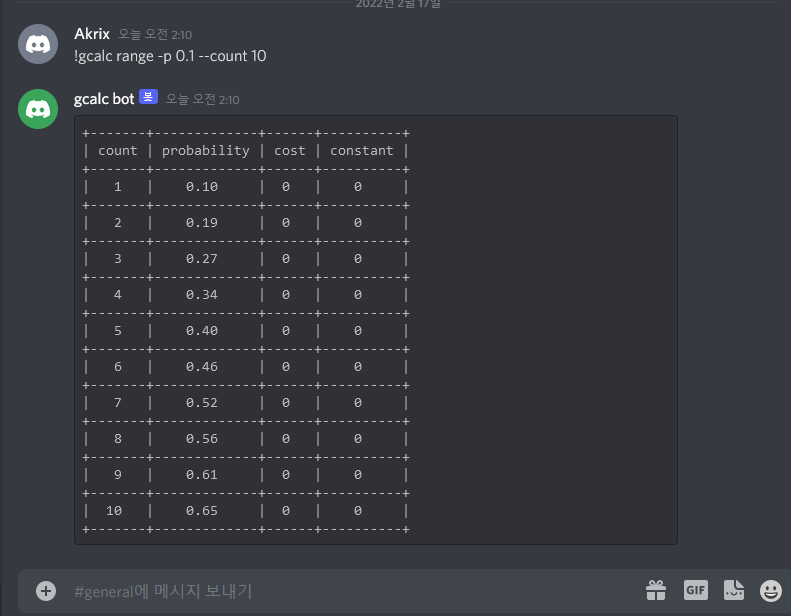 2022년 2월 17일
Akrix 오늘 오전 2:10
!gcalc range -p 0.1 --count 10
gcalc bot 봇 오늘 오전 2:10
+-------+-------------+------+----------+
| count | probability | cost | constant |
+-------+-------------+------+----------+
|   1   |    0.10     |  0   |    0     |
+-------+-------------+------+----------+
|   2   |    0.19     |  0   |    0     |
+-------+-------------+------+----------+
|   3   |    0.27     |  0   |    0     |
+-------+-------------+------+----------+
|   4   |    0.34     |  0   |    0     |
+-------+-------------+------+----------+
|   5   |    0.40     |  0   |    0     |
+-------+-------------+------+----------+
|   6   |    0.46     |  0   |    0     |
+-------+-------------+------+----------+
|   7   |    0.52     |  0   |    0     |
+-------+-------------+------+----------+
|   8   |    0.56     |  0   |    0     |
+-------+-------------+------+----------+
|   9   |    0.61     |  0   |    0     |
+-------+-------------+------+----------+
|  10   |    0.65     |  0   |    0     |
+-------+-------------+------+----------+
#general에 메시지 보내기 GIF